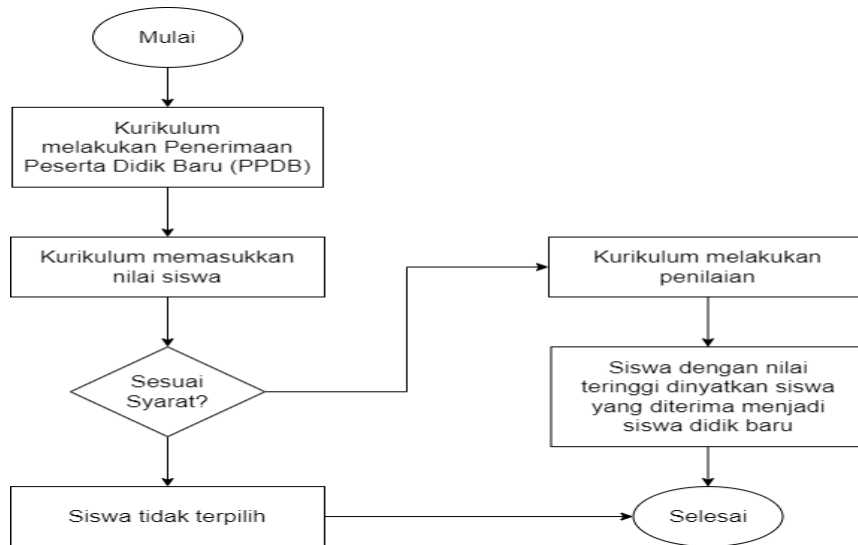 Mulai
Kurikulum
melakukan Penerimaan
Peserta Didik Baru (PPDB)
Kurikulum memasukkan
nilai siswa
Sesuai
Syarat?
Siswa tidak terpilih
Kurikulum melakukan
penilaian
Siswa dengan nilai
teringgi dinyatkan siswa
yang diterima menjadi
siswa didik baru
Selesai